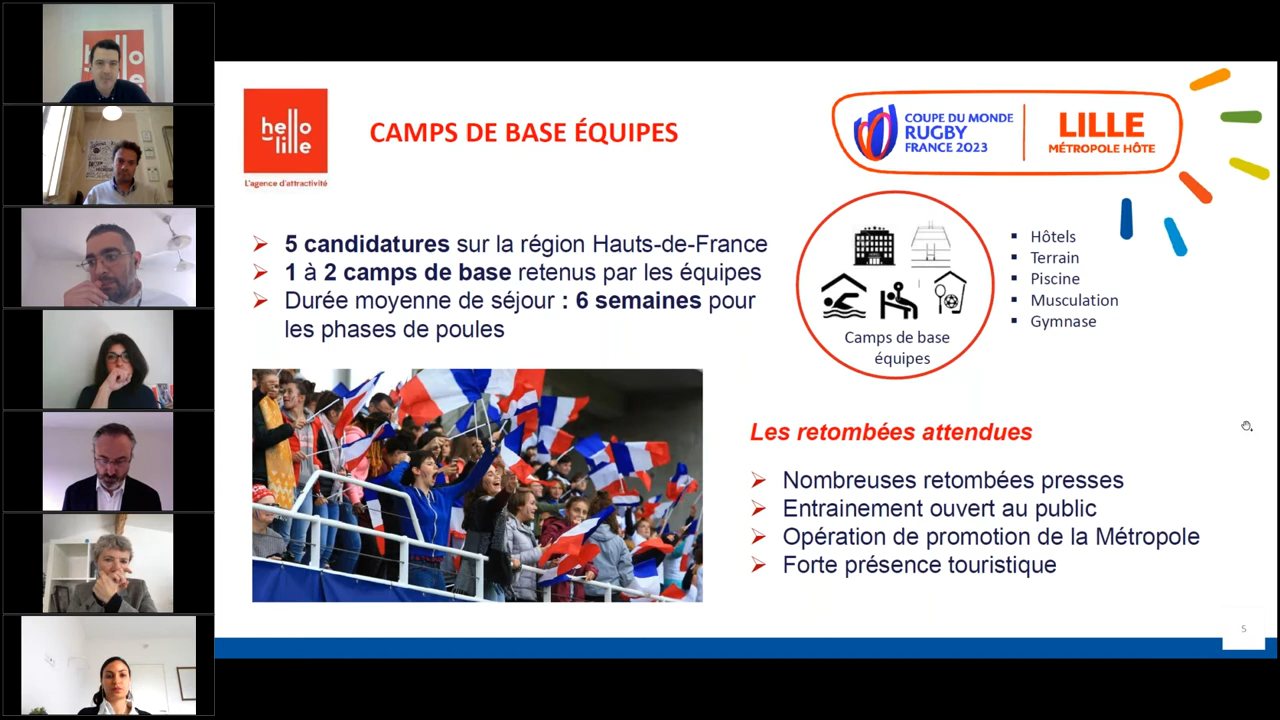 hello
lille
L'agence d'attractivité
CAMPS DE BASE ÉQUIPES
COUPE DU MONDE
RUGBY
FRANCE 2023
LILLE
MÉTROPOLE HÔTE
5 candidatures sur la région Hauts-de-France
1 à 2 camps de base retenus par les équipes
Durée moyenne de séjour : 6 semaines pour
les phases de poules
Camps de base
équipes
Hôtels
Terrain
Piscine
Musculation
Gymnase
Les retombées attendues
Nombreuses retombées presses
Entrainement ouvert au public
Opération de promotion de la Métropole
Forte présence touristique
5